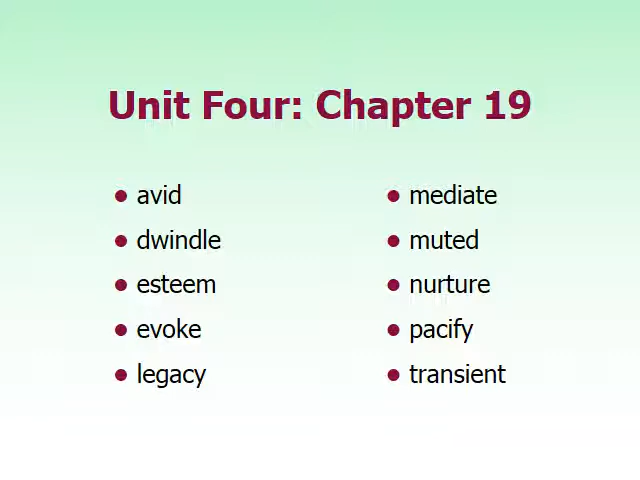 Unit Four: Chapter 19
• avid
• dwindle
• esteem
• evoke
• legacy
• mediate
• muted
• nurture
• pacify
• transient